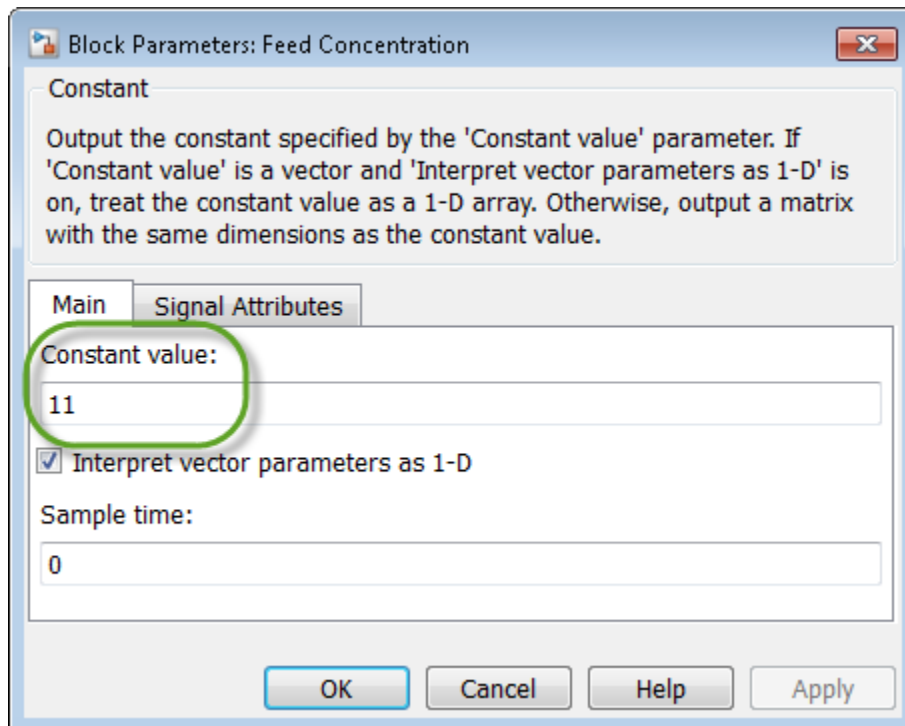 Block Parameters: Feed Concentration
Constant
Output the constant specified by the 'Constant value' parameter. If
'Constant value' is a vector and 'Interpret vector parameters as 1-D' is
on, treat the constant value as a 1-D array. Otherwise, output a matrix
with the same dimensions as the constant value.
Main Signal Attributes
Constant value:
11
Interpret vector parameters as 1-D
Sample time:
0
OK Cancel Help Apply